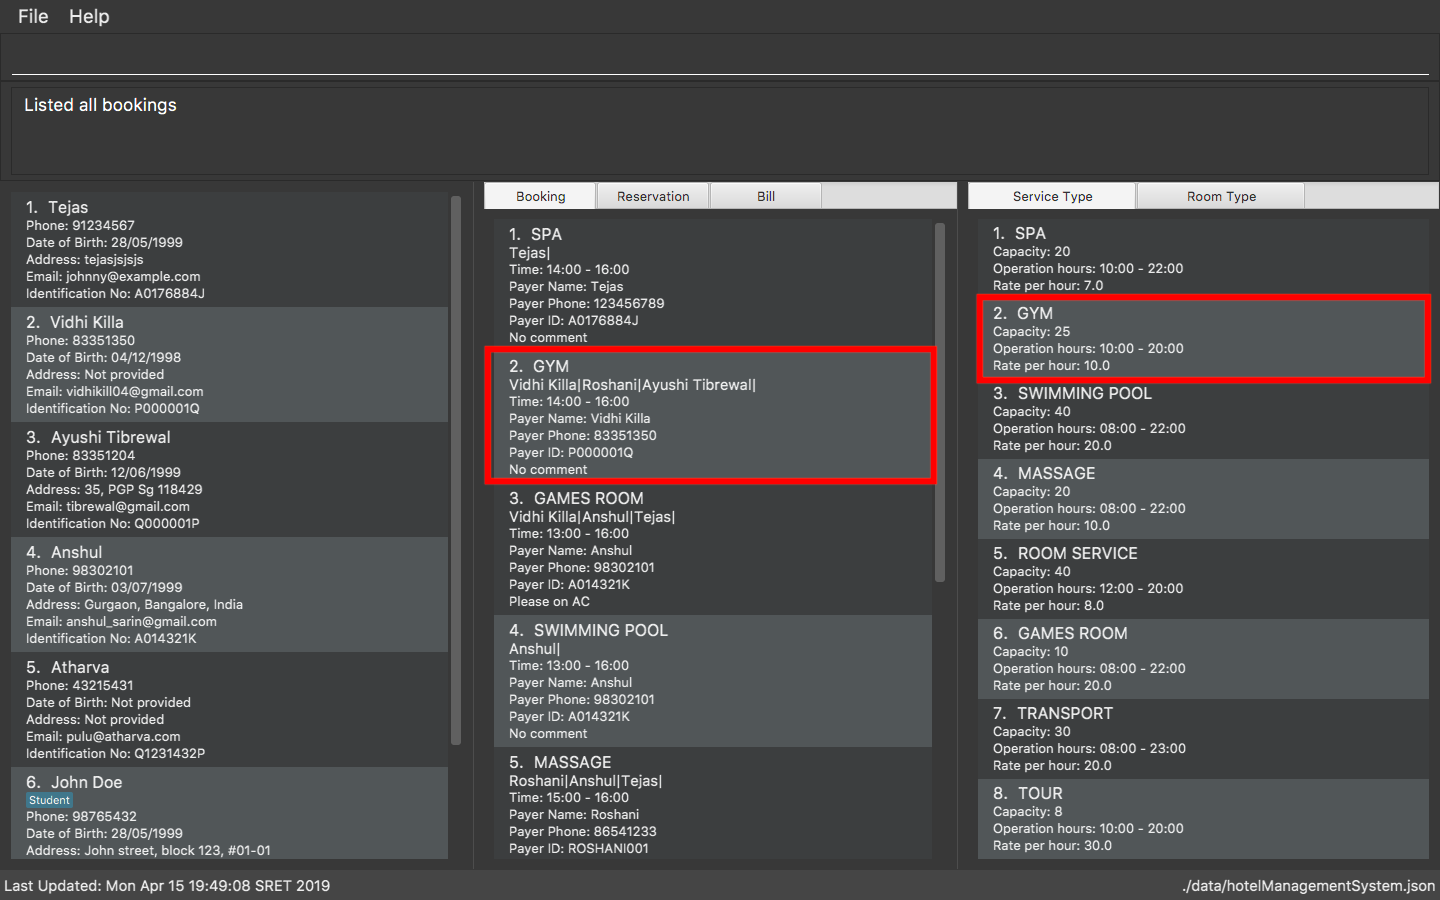 File Help
Listed all bookings
1. Tejas
Phone: 91234567
Date of Birth: 28/05/1999
Address: tejasjsjsjs
Email: johnny@example.com
Identification No: A0176884J
2. Vidhi Killa
Phone: 83351350
Date of Birth: 04/12/1998
Address: Not provided
Email: vidhikill04@gmail.com
Identification No: P000001Q
3. Ayushi Tibrewal
Phone: 83351204
Date of Birth: 12/06/1999
Address: 35, PGP Sg 118429
Email: tibrewal@gmail.com
Identification No: Q000001P
4. Anshul
Phone: 98302101
Date of Birth: 03/07/1999
Address: Gurgaon, Bangalore, India
Email: anshul_sarin@gmail.com
Identification No: A014321K
5. Atharva
Phone: 43215431
Date of Birth: Not provided
Address: Not provided
Email: pulu@atharva.com
Identification No: Q1231432P
6. John Doe
Student
Phone: 98765432
Date of Birth: 28/05/1999
Address: John street, block 123, #01-01
Booking Reservation Bill
1. SPA
Tejas|
Time: 14:00 - 16:00
Payer Name: Tejas
Payer Phone: 123456789
Payer ID: A0176884J
No comment
2. GYM
Vidhi Killa|Roshani|Ayushi Tibrewal|
Time: 14:00 - 16:00
Payer Name: Vidhi Killa
Payer Phone: 83351350
Payer ID: P000001Q
No comment
3. GAMES ROOM
Vidhi Killa|Anshul|Tejas|
Time: 13:00 - 16:00
Payer Name: Anshul
Payer Phone: 98302101
Payer ID: A014321K
Please on AC
4. SWIMMING POOL
Anshul|
Time: 13:00 - 16:00
Payer Name: Anshul
Payer Phone: 98302101
Payer ID: A014321K
No comment
5. MASSAGE
Roshani|Anshul|Tejas|
Time: 15:00 - 16:00
Payer Name: Roshani
Payer Phone: 86541233
Payer ID: ROSHANI001
Service Type Room Type
1. SPA
Capacity: 20
Operation hours: 10:00 - 22:00
Rate per hour: 7.0
2. GYM
Capacity: 25
Operation hours: 10:00 - 20:00
Rate per hour: 10.0
3. SWIMMING POOL
Capacity: 40
Operation hours: 08:00 - 22:00
Rate per hour: 20.0
4. MASSAGE
Capacity: 20
Operation hours: 08:00 - 22:00
Rate per hour: 10.0
5. ROOM SERVICE
Capacity: 40
Operation hours: 12:00 - 20:00
Rate per hour: 8.0
6. GAMES ROOM
Capacity: 10
Operation hours: 08:00 - 22:00
Rate per hour: 20.0
7. TRANSPORT
Capacity: 30
Operation hours: 08:00 - 23:00
Rate per hour: 20.0
8. TOUR
Capacity: 8
Operation hours: 10:00 - 20:00
Rate per hour: 30.0
Last Updated: Mon Apr 15 19:49:08 SRET 2019
./data/hotelManagementSystem.json